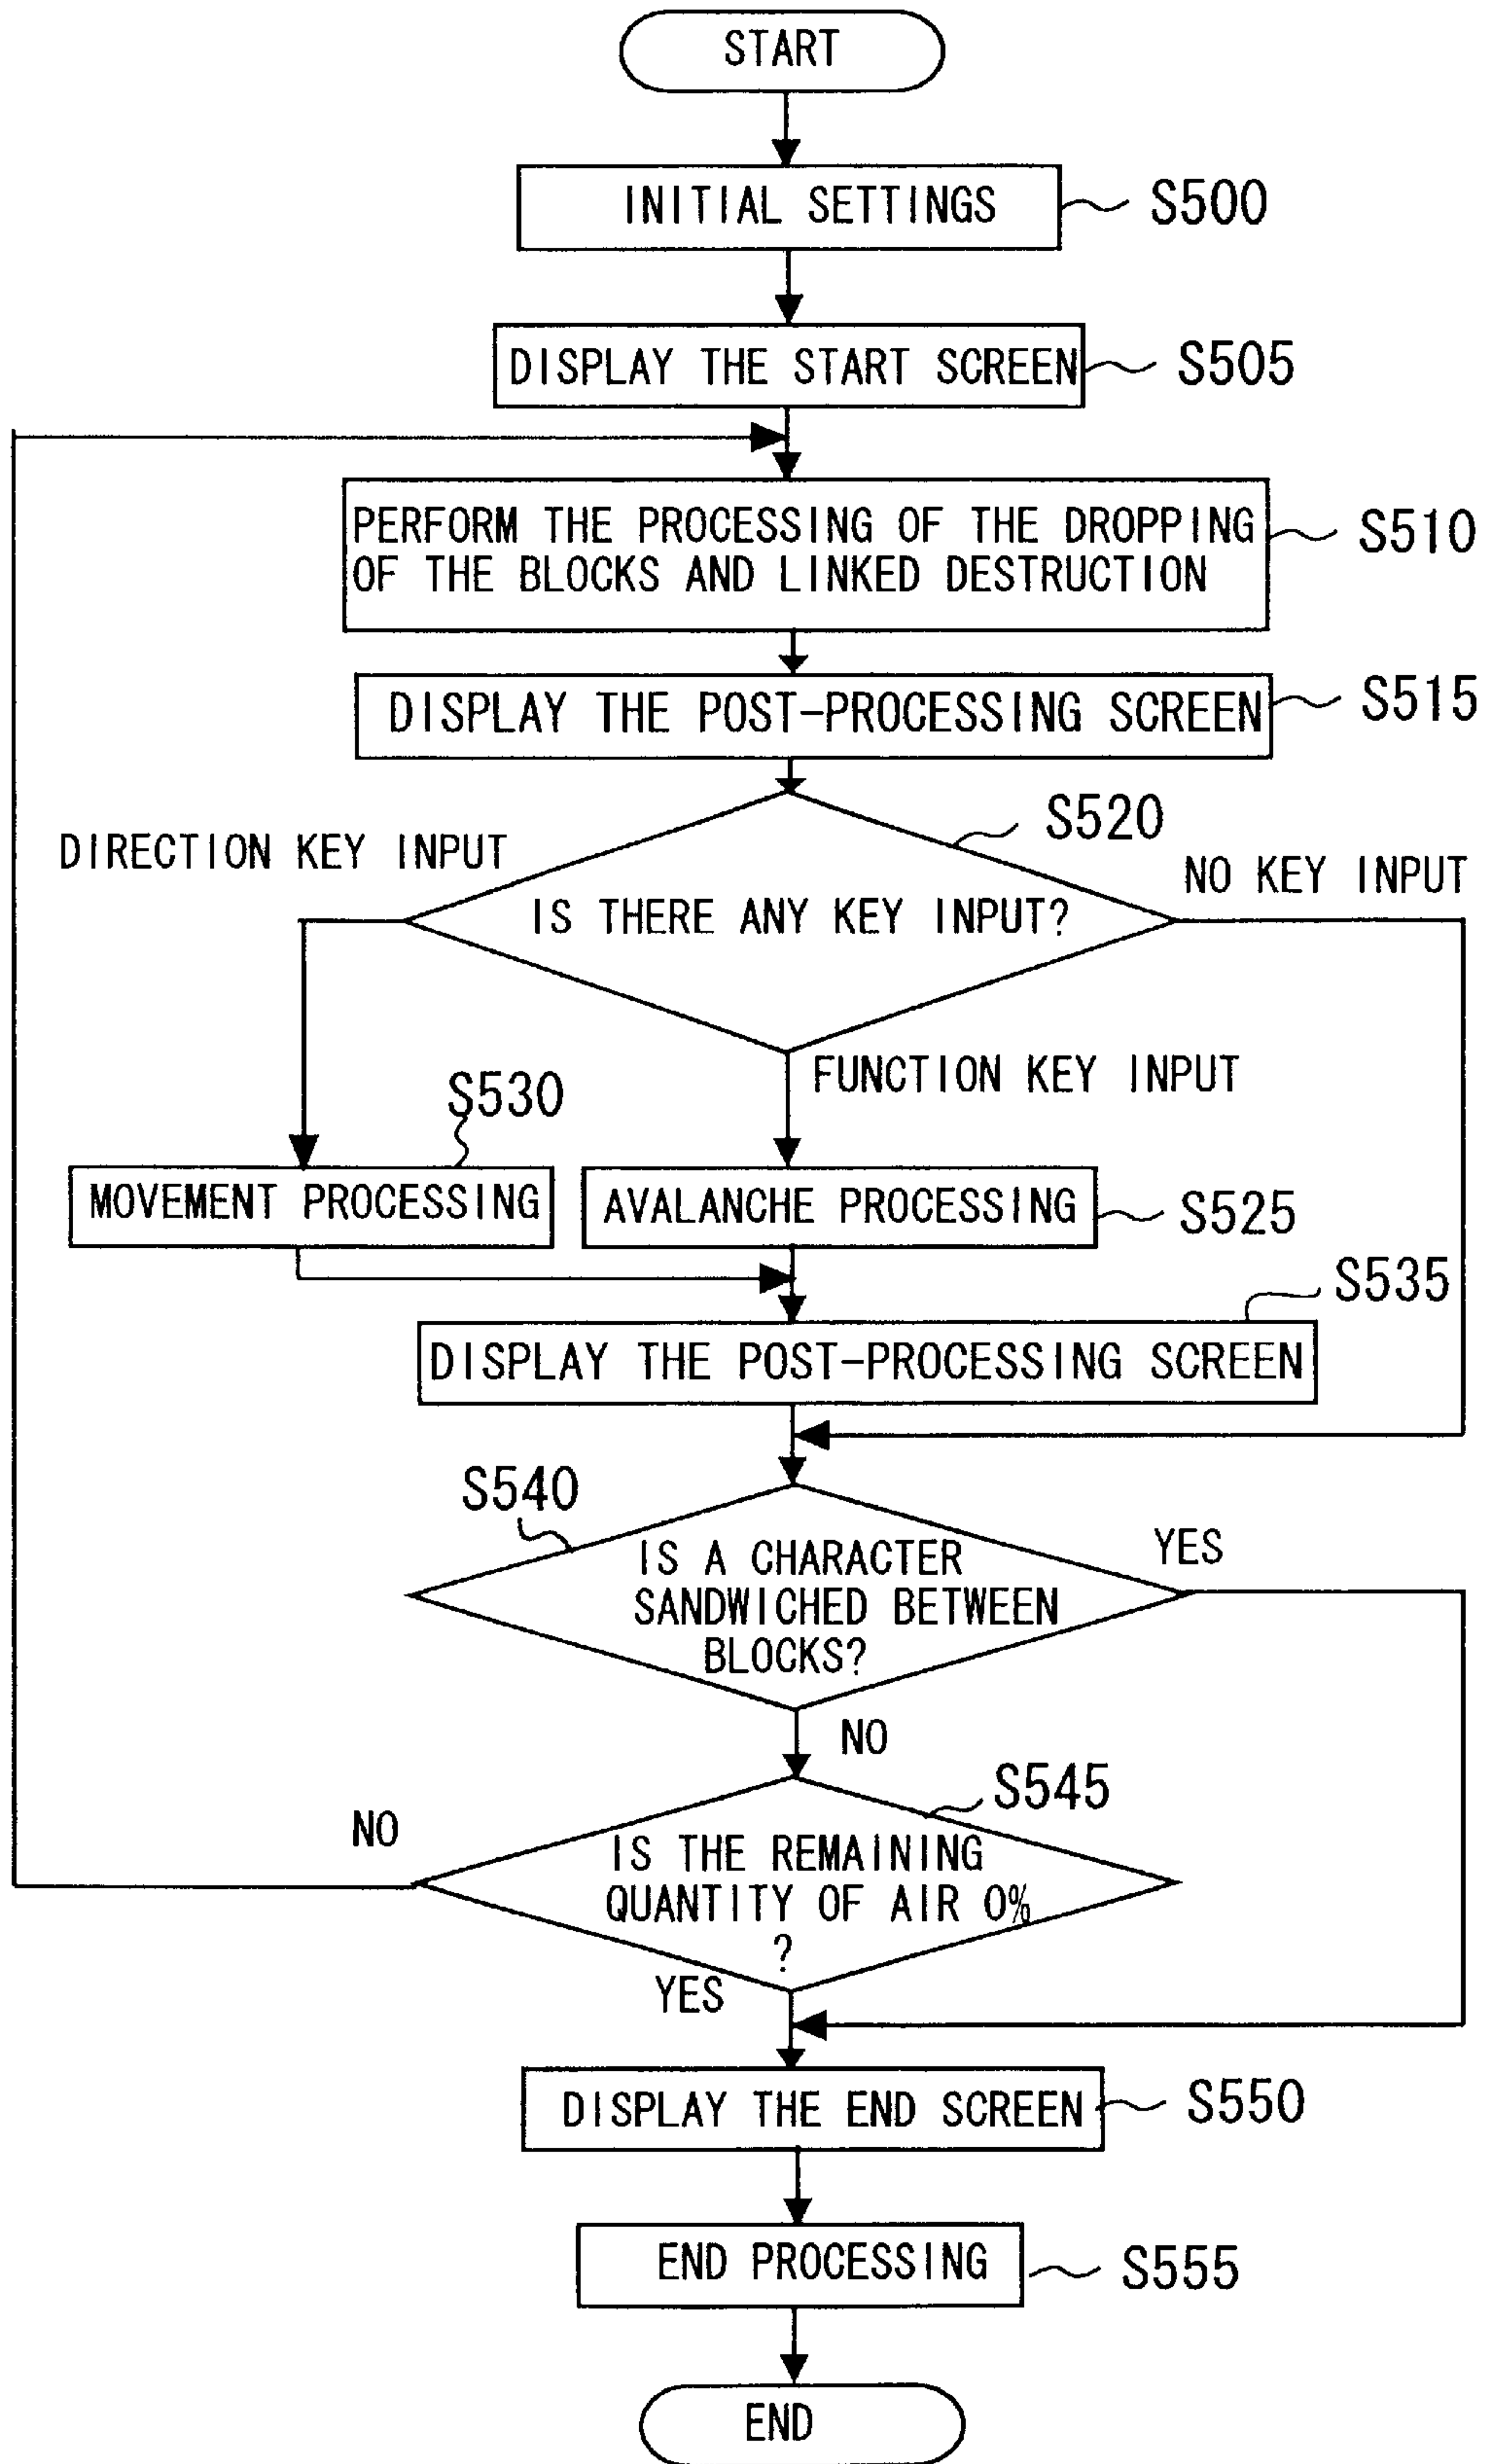 START
INITIAL SETTINGS
S500
DISPLAY THE START SCREEN
S505
PERFORM THE PROCESSING OF THE DROPPING
OF THE BLOCKS AND LINKED DESTRUCTION
S510
DISPLAY THE POST-PROCESSING SCREEN
S515
S520
DIRECTION KEY INPUT
NO KEY INPUT
IS THERE ANY KEY INPUT?
FUNCTION KEY INPUT
S530
MOVEMENT PROCESSING
AVALANCHE PROCESSING
S525
S535
DISPLAY THE POST-PROCESSING SCREEN
S540
YES
IS A CHARACTER
SANDWICHED BETWEEN
BLOCKS?
NO
S545
NO
IS THE REMAINING
QUANTITY OF AIR 0%
?
YES
DISPLAY THE END SCREEN
S550
END PROCESSING
S555
END